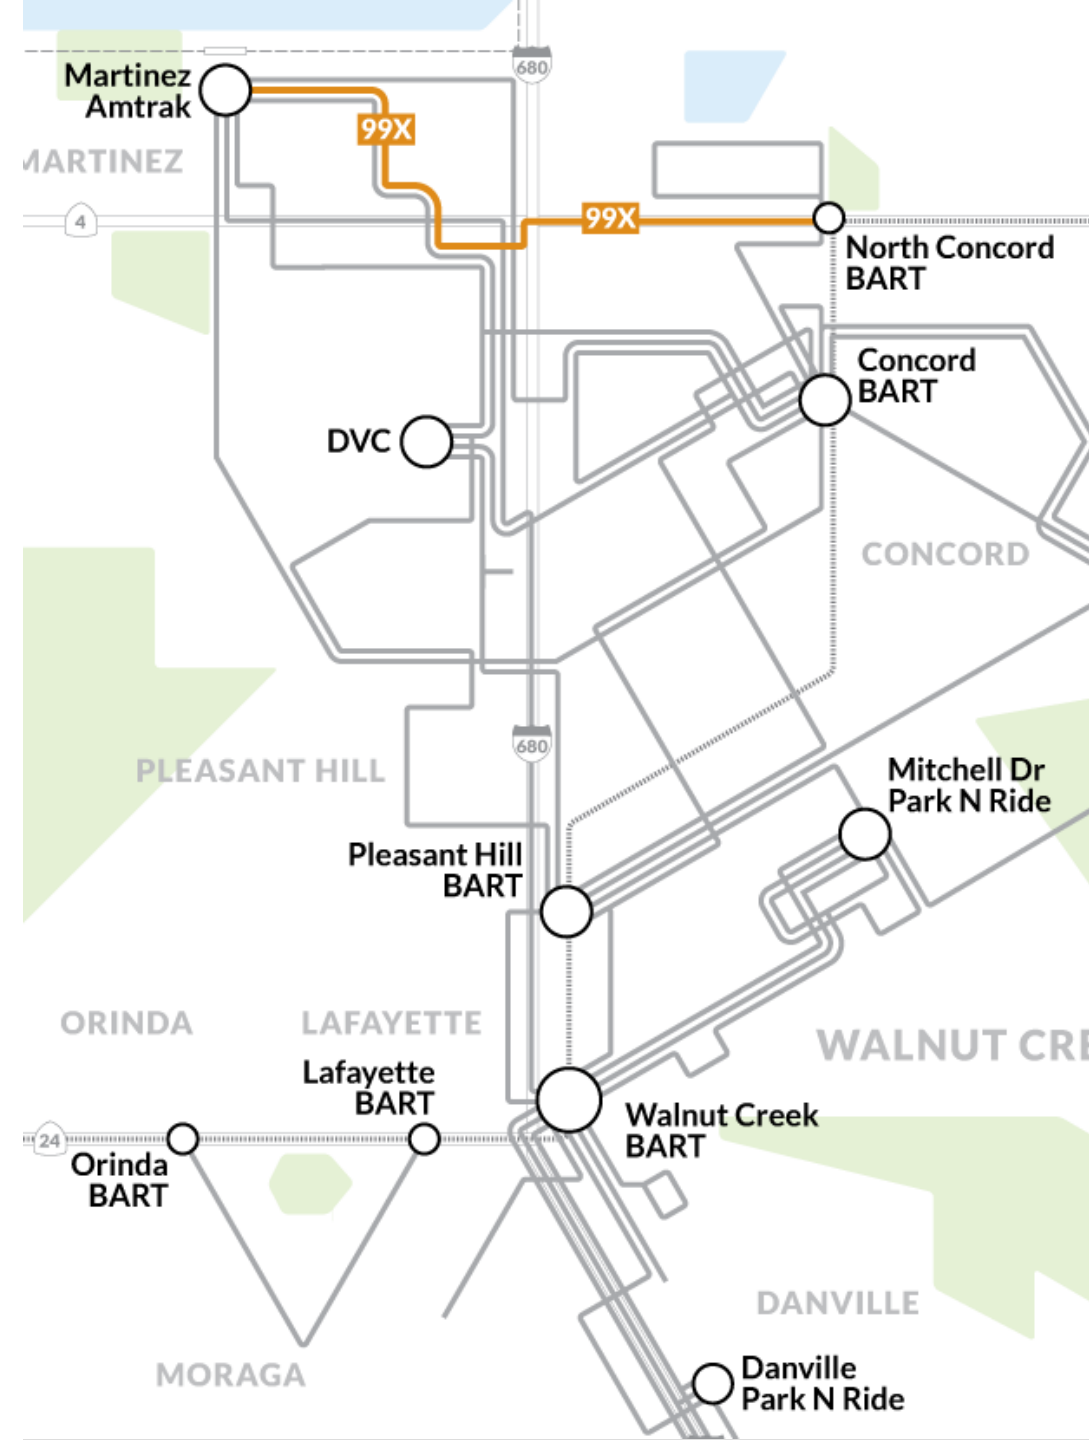 680
Martinez
Amtrak
99X
MARTINEZ
4
99X
North Concord
BART
Concord
BART
DVC
CONCORD
680
PLEASANT HILL
Mitchell Dr
Park N Ride
Pleasant Hill
BART
ORINDA
LAFAYETTE
WALNUT CRE
Lafayette
BART
Walnut Creek
BART
24
Orinda
BART
DANVILLE
MORAGA
Danville
Park N Ride